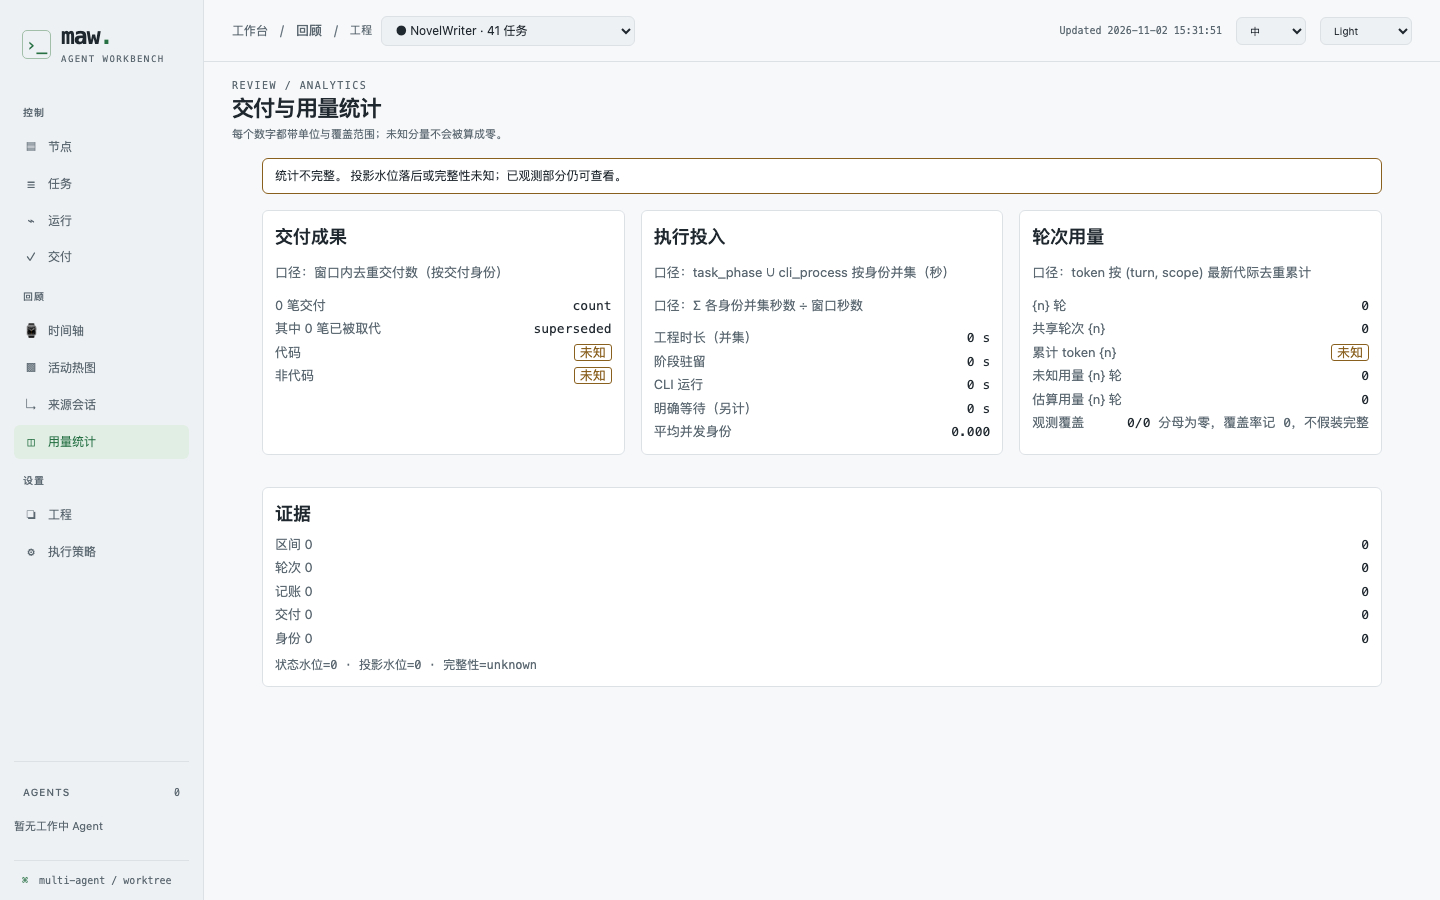 maw.
AGENT WORKBENCH
控制
节点
任务
运行
交付
回顾
时间轴
活动热图
来源会话
用量统计
设置
工程
执行策略
AGENTS 0
暂无工作中 Agent
multi-agent / worktree
工作台 / 回顾 / 工程 ● NovelWriter · 41 任务
Updated 2026-11-02 15:31:51 中 Light
REVIEW / ANALYTICS
交付与用量统计
每个数字都带单位与覆盖范围；未知分量不会被算成零。
统计不完整。 投影水位落后或完整性未知；已观测部分仍可查看。
交付成果
口径：窗口内去重交付数（按交付身份）
0 笔交付 count
其中 0 笔已被取代 superseded
代码 未知
非代码 未知
执行投入
口径：task_phase ∪ cli_process 按身份并集（秒）
口径：Σ 各身份并集秒数 ÷ 窗口秒数
工程时长（并集） 0 s
阶段驻留 0 s
CLI 运行 0 s
明确等待（另计） 0 s
平均并发身份 0.000
轮次用量
口径：token 按 (turn, scope) 最新代际去重累计
{n} 轮 0
共享轮次 {n} 0
累计 token {n} 未知
未知用量 {n} 轮 0
估算用量 {n} 轮 0
观测覆盖 0/0 分母为零，覆盖率记 0，不假装完整
证据
区间 0 0
轮次 0 0
记账 0 0
交付 0 0
身份 0 0
状态水位=0 · 投影水位=0 · 完整性=unknown